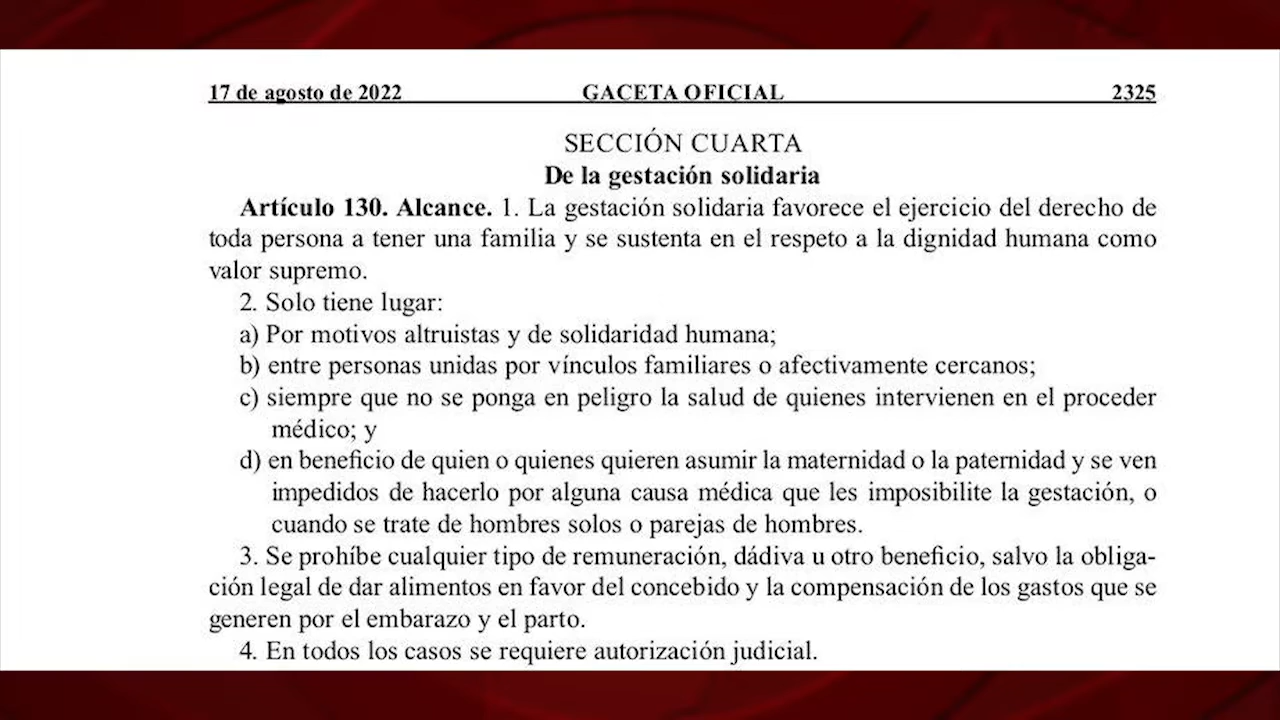 17 de agosto de 2022 GACETA OFICIAL 2325
SECCIÓN CUARTA
De la gestación solidaria
Artículo 130. Alcance. 1. La gestación solidaria favorece el ejercicio del derecho de
toda persona a tener una familia y se sustenta en el respeto a la dignidad humana como
valor supremo.
2. Solo tiene lugar:
a) Por motivos altruistas y de solidaridad humana;
b) entre personas unidas por vínculos familiares o afectivamente cercanos;
c) siempre que no se ponga en peligro la salud de quienes intervienen en el proceder
médico; y
d) en beneficio de quien o quienes quieren asumir la maternidad o la paternidad y se ven
impedidos de hacerlo por alguna causa médica que les imposibilite la gestación, o
cuando se trate de hombres solos o parejas de hombres.
3. Se prohíbe cualquier tipo de remuneración, dádiva u otro beneficio, salvo la obliga-
ción legal de dar alimentos en favor del concebido y la compensación de los gastos que se
generen por el embarazo y el parto.
4. En todos los casos se requiere autorización judicial.